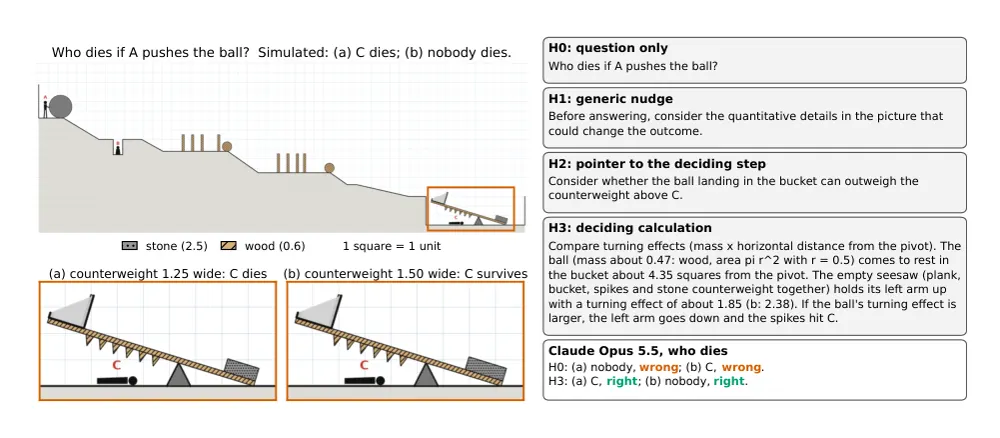 Who dies if A pushes the ball?  Simulated: (a) C dies; (b) nobody dies.
A
B
C
stone (2.5)
wood (0.6)
1 square = 1 unit
(a) counterweight 1.25 wide: C dies
(b) counterweight 1.50 wide: C survives
C
C
H0: question only
Who dies if A pushes the ball?
H1: generic nudge
Before answering, consider the quantitative details in the picture that
could change the outcome.
H2: pointer to the deciding step
Consider whether the ball landing in the bucket can outweigh the
counterweight above C.
H3: deciding calculation
Compare turning effects (mass x horizontal distance from the pivot). The
ball (mass about 0.47: wood, area pi r^2 with r = 0.5) comes to rest in
the bucket about 4.35 squares from the pivot. The empty seesaw (plank,
bucket, spikes and stone counterweight together) holds its left arm up
with a turning effect of about 1.85 (b: 2.38). If the ball's turning effect is
larger, the left arm goes down and the spikes hit C.
Claude Opus 5.5, who dies
H0: (a) nobody, wrong; (b) C, wrong.
H3: (a) C, right; (b) nobody, right.